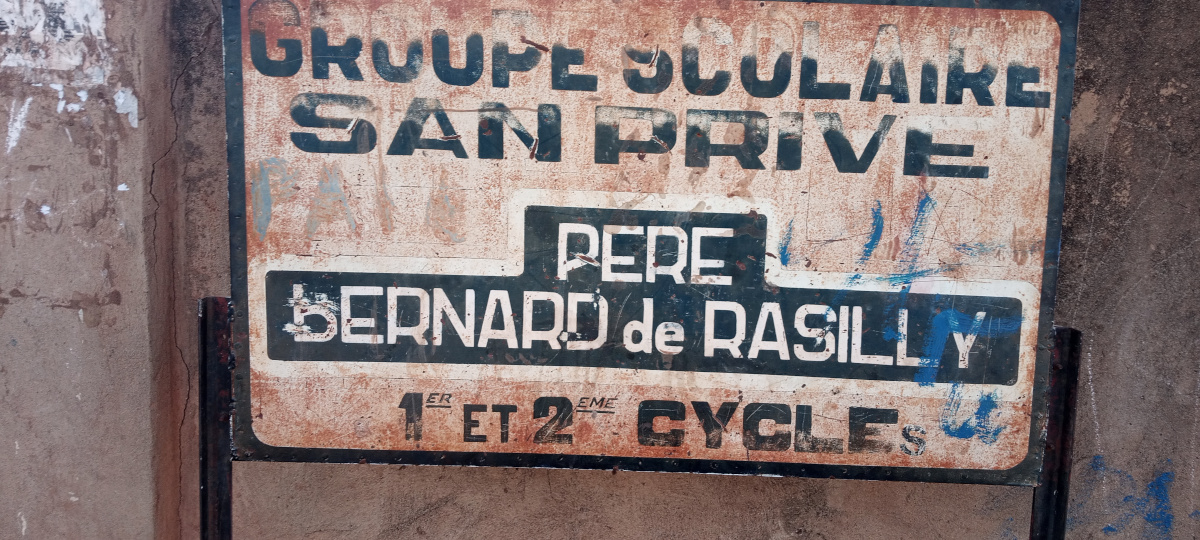 GROUPE SCOLAIRE
SAN PRIVE
PERE
BERNARD de RASILLY
1ER ET 2EME CYCLES